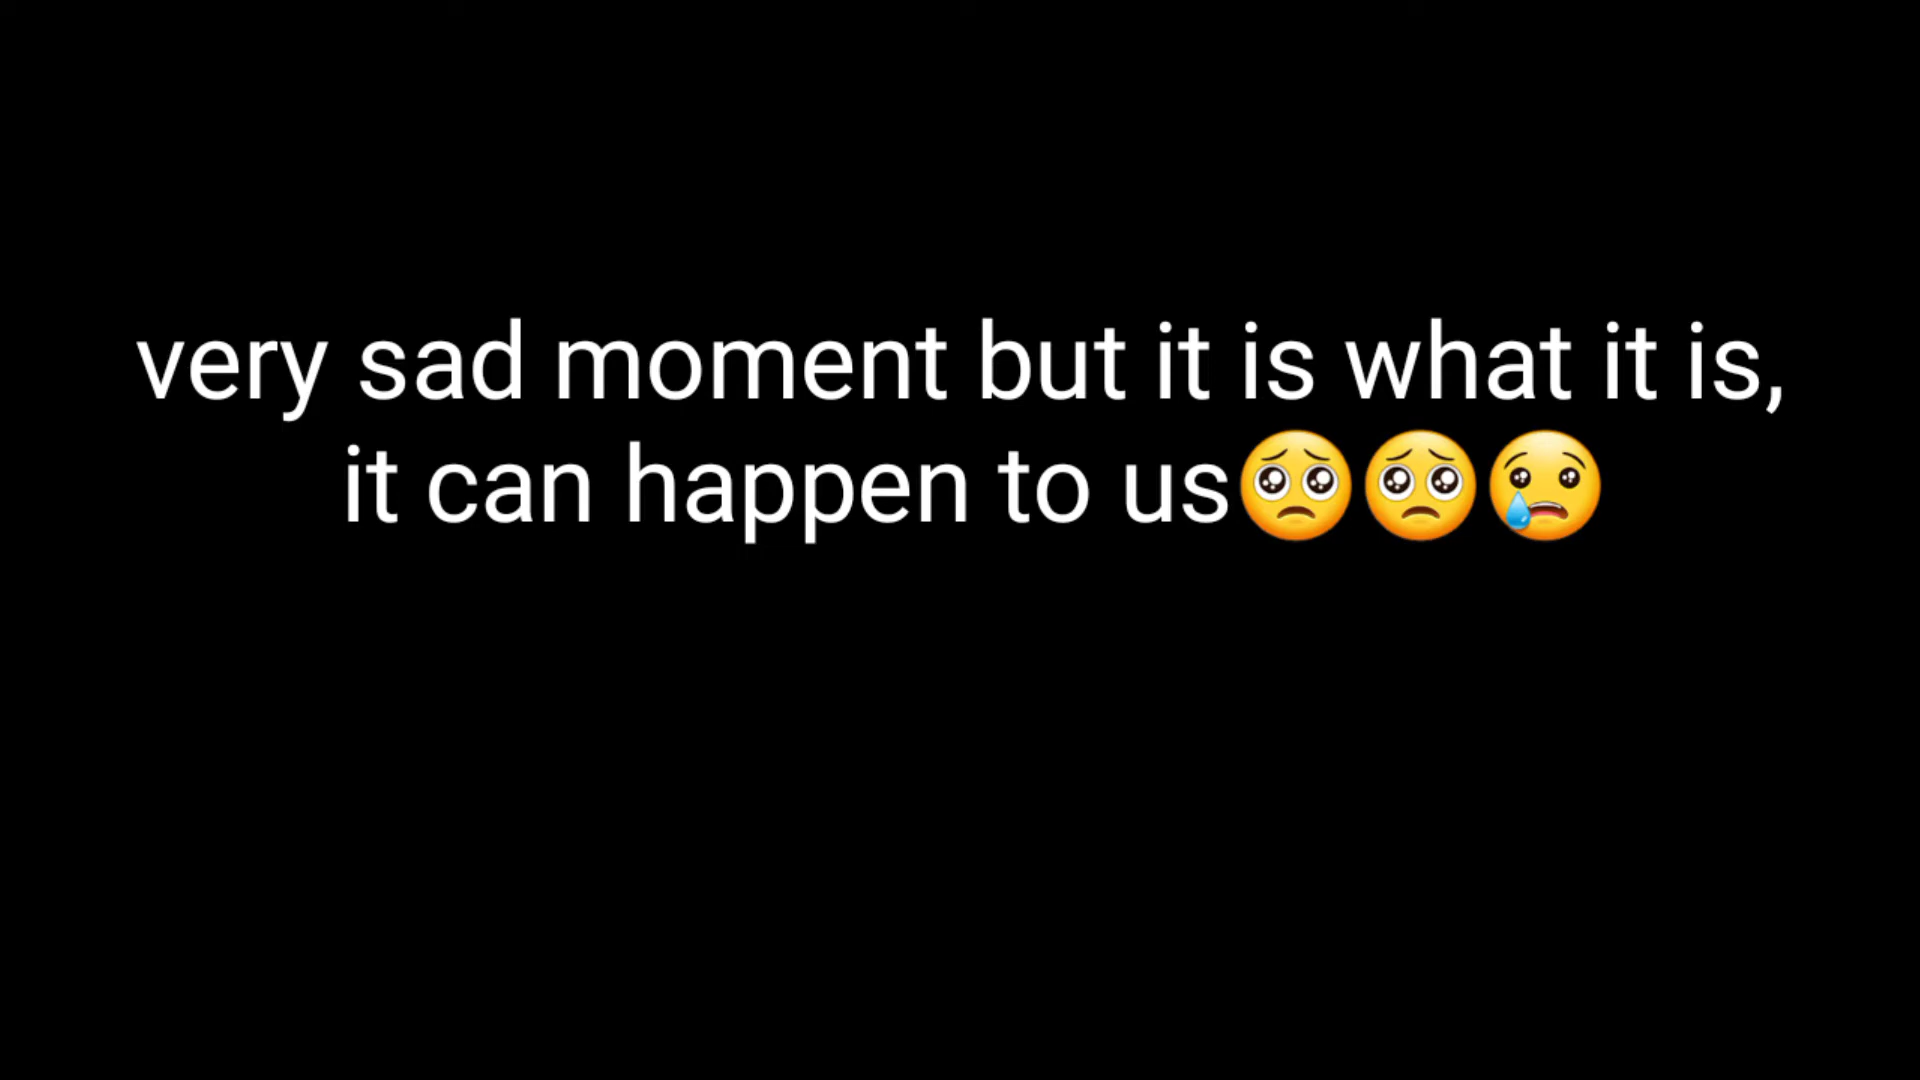 very sad moment but it is what it is,
it can happen to us🥺🥺😢